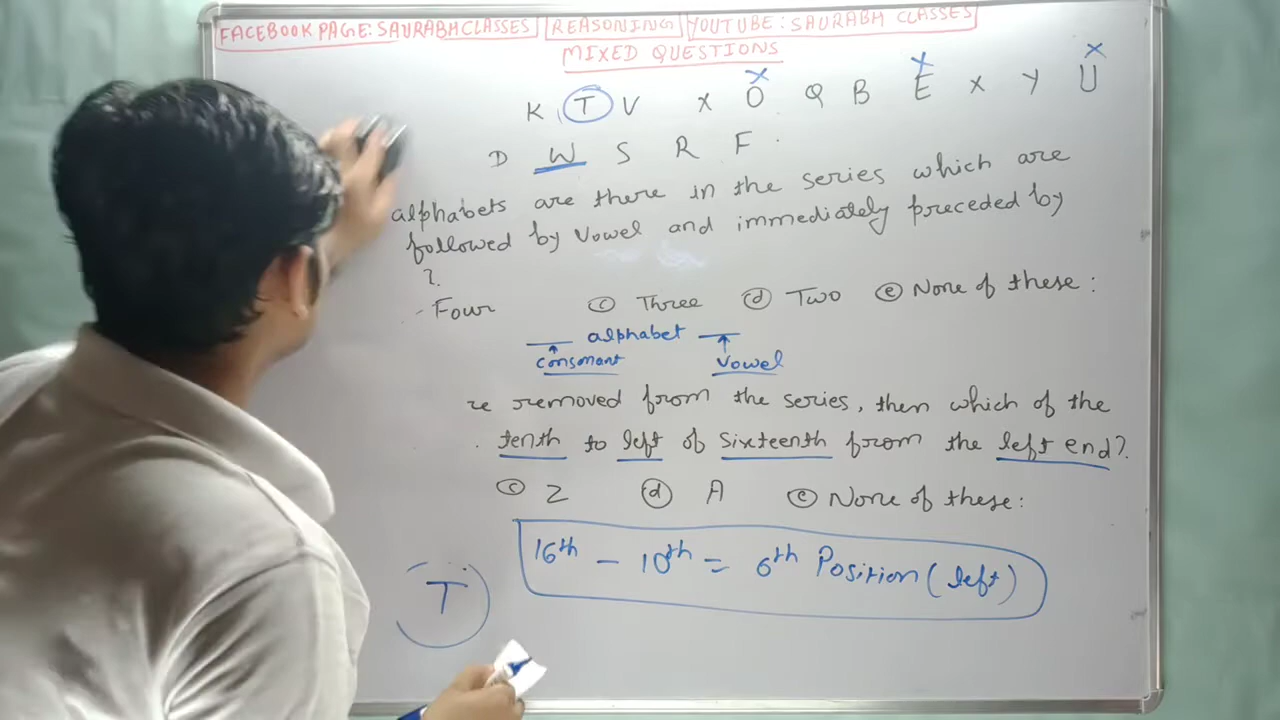 FACEBOOK PAGE: SAURABHCLASSES REASONING YOUTUBE: SAURABH CLASSES
MIXED QUESTIONS
K T V X O Q B E X Y U
D W S R F
alphabets are there in the series which are
followed by Vowel and immediately preceded by
?
Four (c) Three (d) Two (e) None of these:
alphabet
consonant vowel
re removed from the series, then which of the
tenth to left of Sixteenth from the left end?
(c) Z (d) A (e) None of these:
16th - 10th = 6th Position (left)
T